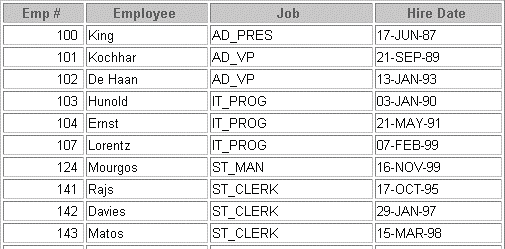 Emp # Employee Job Hire Date
100 King AD_PRES 17-JUN-87
101 Kochhar AD_VP 21-SEP-89
102 De Haan AD_VP 13-JAN-93
103 Hunold IT_PROG 03-JAN-90
104 Ernst IT_PROG 21-MAY-91
107 Lorentz IT_PROG 07-FEB-99
124 Mourgos ST_MAN 16-NOV-99
141 Rajs ST_CLERK 17-OCT-95
142 Davies ST_CLERK 29-JAN-97
143 Matos ST_CLERK 15-MAR-98